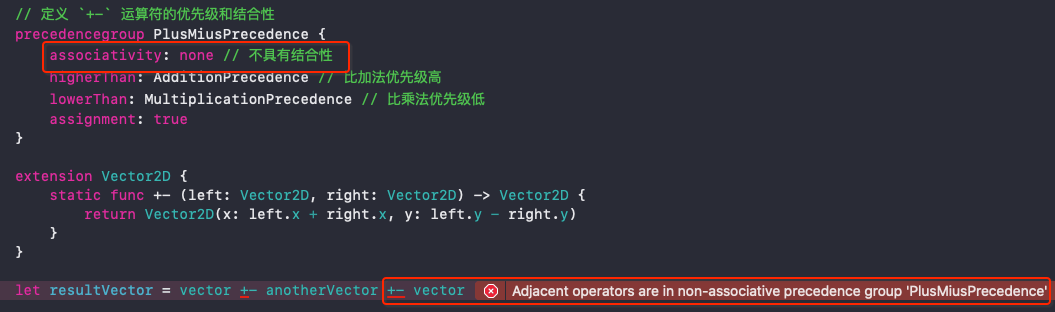 // 定义 `+-` 运算符的优先级和结合性
precedencegroup PlusMiusPrecedence {
    associativity: none // 不具有结合性
    higherThan: AdditionPrecedence // 比加法优先级高
    lowerThan: MultiplicationPrecedence // 比乘法优先级低
    assignment: true
}
extension Vector2D {
    static func +- (left: Vector2D, right: Vector2D) -> Vector2D {
        return Vector2D(x: left.x + right.x, y: left.y - right.y)
    }
}
let resultVector = vector +- anotherVector +- vector Adjacent operators are in non-associative precedence group 'PlusMiusPrecedence'